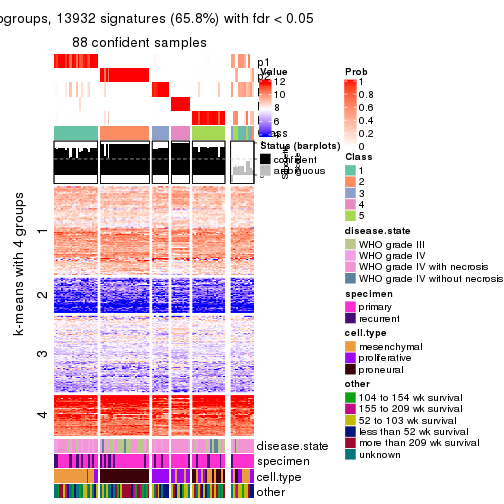 ogroups, 13932 signatures (65.8%) with fdr < 0.05
88 confident samples
p1
Value
12
10
8
6
4
Class
Status (barplots)
confident
ambiguous
Prob
1
0.8
0.6
0.4
0.2
0
Class
1
2
3
4
5
disease.state
WHO grade III
WHO grade IV
WHO grade IV with necrosis
WHO grade IV without necrosis
specimen
primary
recurrent
cell.type
mesenchymal
proliferative
proneural
other
104 to 154 wk survival
155 to 209 wk survival
52 to 103 wk survival
less than 52 wk survival
more than 209 wk survival
unknown
k-means with 4 groups
1
2
3
4
disease.state
specimen
cell.type
other